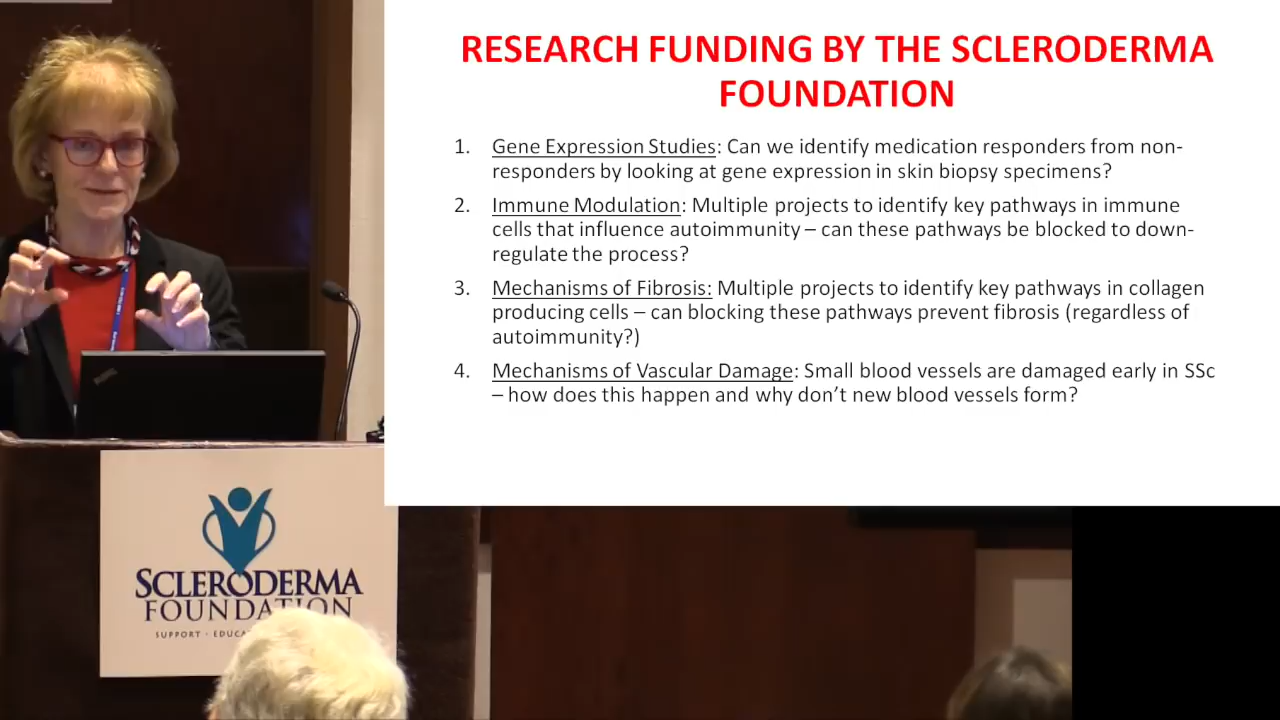 RESEARCH FUNDING BY THE SCLERODERMA
FOUNDATION
1. Gene Expression Studies: Can we identify medication responders from non-
responders by looking at gene expression in skin biopsy specimens?
2. Immune Modulation: Multiple projects to identify key pathways in immune
cells that influence autoimmunity – can these pathways be blocked to down-
regulate the process?
3. Mechanisms of Fibrosis: Multiple projects to identify key pathways in collagen
producing cells – can blocking these pathways prevent fibrosis (regardless of
autoimmunity?)
4. Mechanisms of Vascular Damage: Small blood vessels are damaged early in SSc
– how does this happen and why don’t new blood vessels form?
SCLERODERMA
FOUNDATION
SUPPORT ·